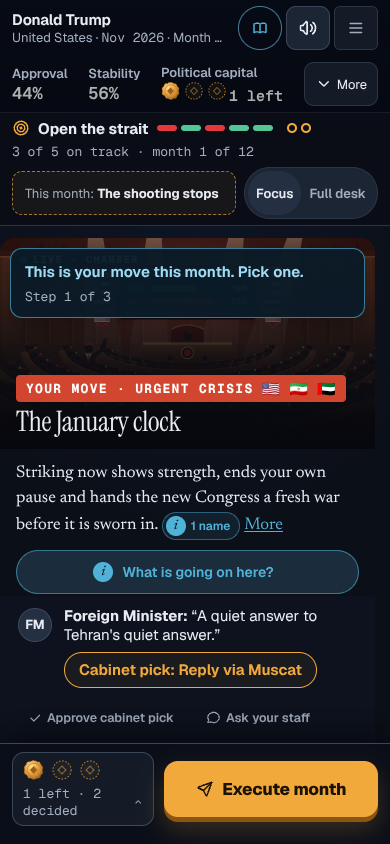 Donald Trump
United States · Nov 2026 · Month …
Approval
44%
Stability
56%
Political capital
1 left
More
Open the strait
3 of 5 on track · month 1 of 12
This month: The shooting stops
Focus
Full desk
This is your move this month. Pick one.
Step 1 of 3
YOUR MOVE · URGENT CRISIS
The January clock
Striking now shows strength, ends your own
pause and hands the new Congress a fresh war
before it is sworn in. i 1 name More
i What is going on here?
FM
Foreign Minister: “A quiet answer to
Tehran's quiet answer.”
Cabinet pick: Reply via Muscat
Approve cabinet pick
Ask your staff
1 left · 2
decided
Execute month